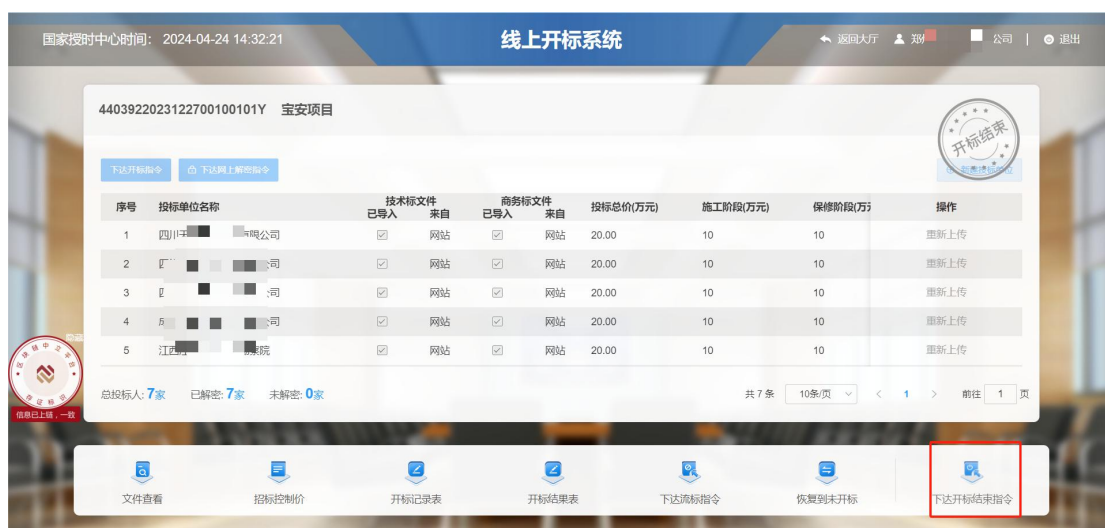 国家授时中心时间： 2024-04-24 14:32:21
线上开标系统
返回大厅
公司 | 退出
4403922023122700100101Y 宝安项目
开标结束
下达开标指令 下达网上解密指令
序号 投标单位名称 技术标文件 商务标文件 投标总价(万元) 施工阶段(万元) 保修阶段(万 操作
已导入 来自 已导入 来自
1 四川 公司 网站 网站 20.00 10 10 重新上传
2 司 网站 网站 20.00 10 10 重新上传
3 司 网站 网站 20.00 10 10 重新上传
4 公司 网站 网站 20.00 10 10 重新上传
5 江西 院 网站 网站 20.00 10 10 重新上传
总投标人: 7家 已解密: 7家 未解密: 0家
共 7 条 10条/页 < 1 > 前往 1 页
信息已上链，一致
文件查看 招标控制价 开标记录表 开标结果表 下达流标指令 恢复到未开标 下达开标结束指令